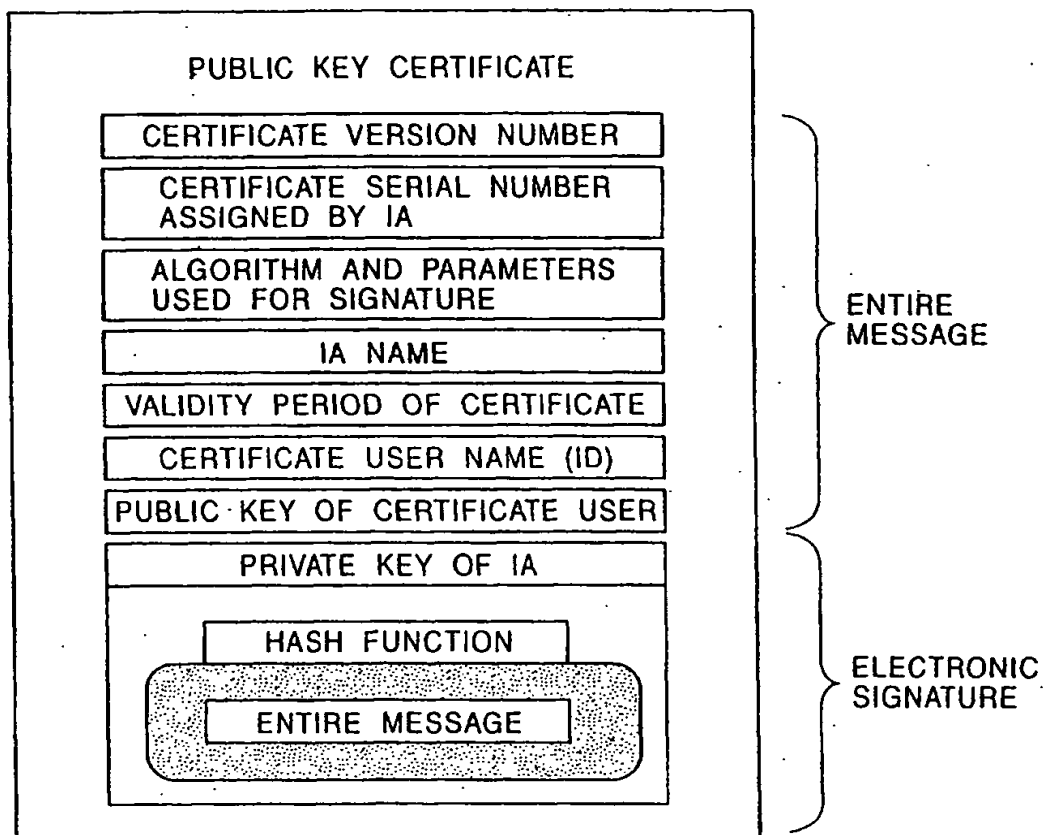 PUBLIC KEY CERTIFICATE
CERTIFICATE VERSION NUMBER
CERTIFICATE SERIAL NUMBER
ASSIGNED BY IA
ALGORITHM AND PARAMETERS
USED FOR SIGNATURE
IA NAME
VALIDITY PERIOD OF CERTIFICATE
CERTIFICATE USER NAME (ID)
PUBLIC KEY OF CERTIFICATE USER
ENTIRE
MESSAGE
PRIVATE KEY OF IA
HASH FUNCTION
ENTIRE MESSAGE
ELECTRONIC
SIGNATURE